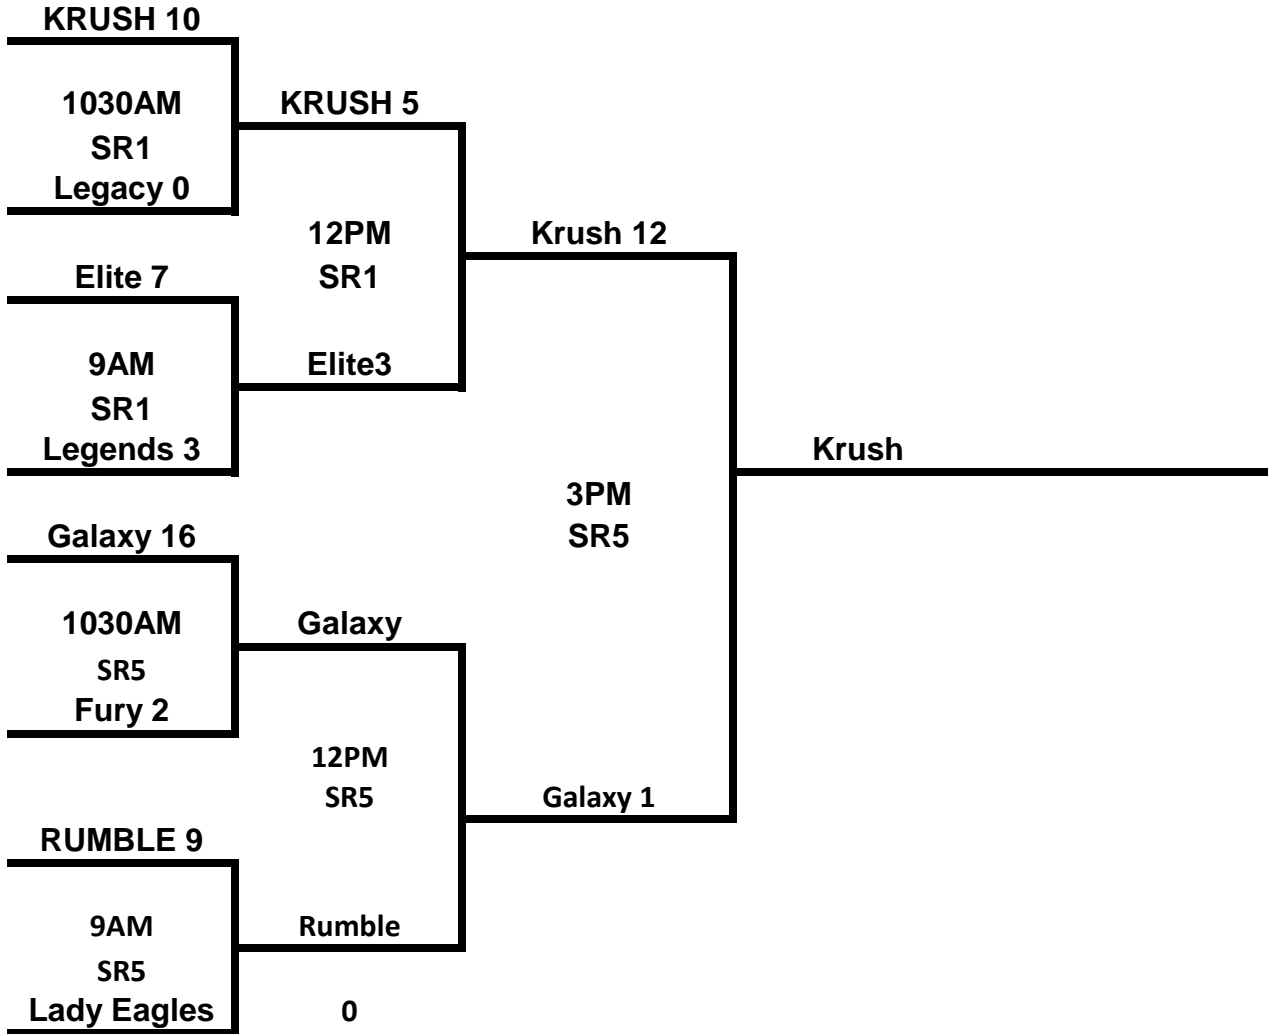 KRUSH 10
1030AM
SR1
Legacy 0
KRUSH 5
12PM
SR1
Elite 7
9AM
SR1
Legends 3
Elite3
Krush 12
3PM
SR5
Krush
Galaxy 16
1030AM
SR5
Fury 2
Galaxy
12PM
SR5
Galaxy 1
RUMBLE 9
9AM
SR5
Lady Eagles 0
Rumble